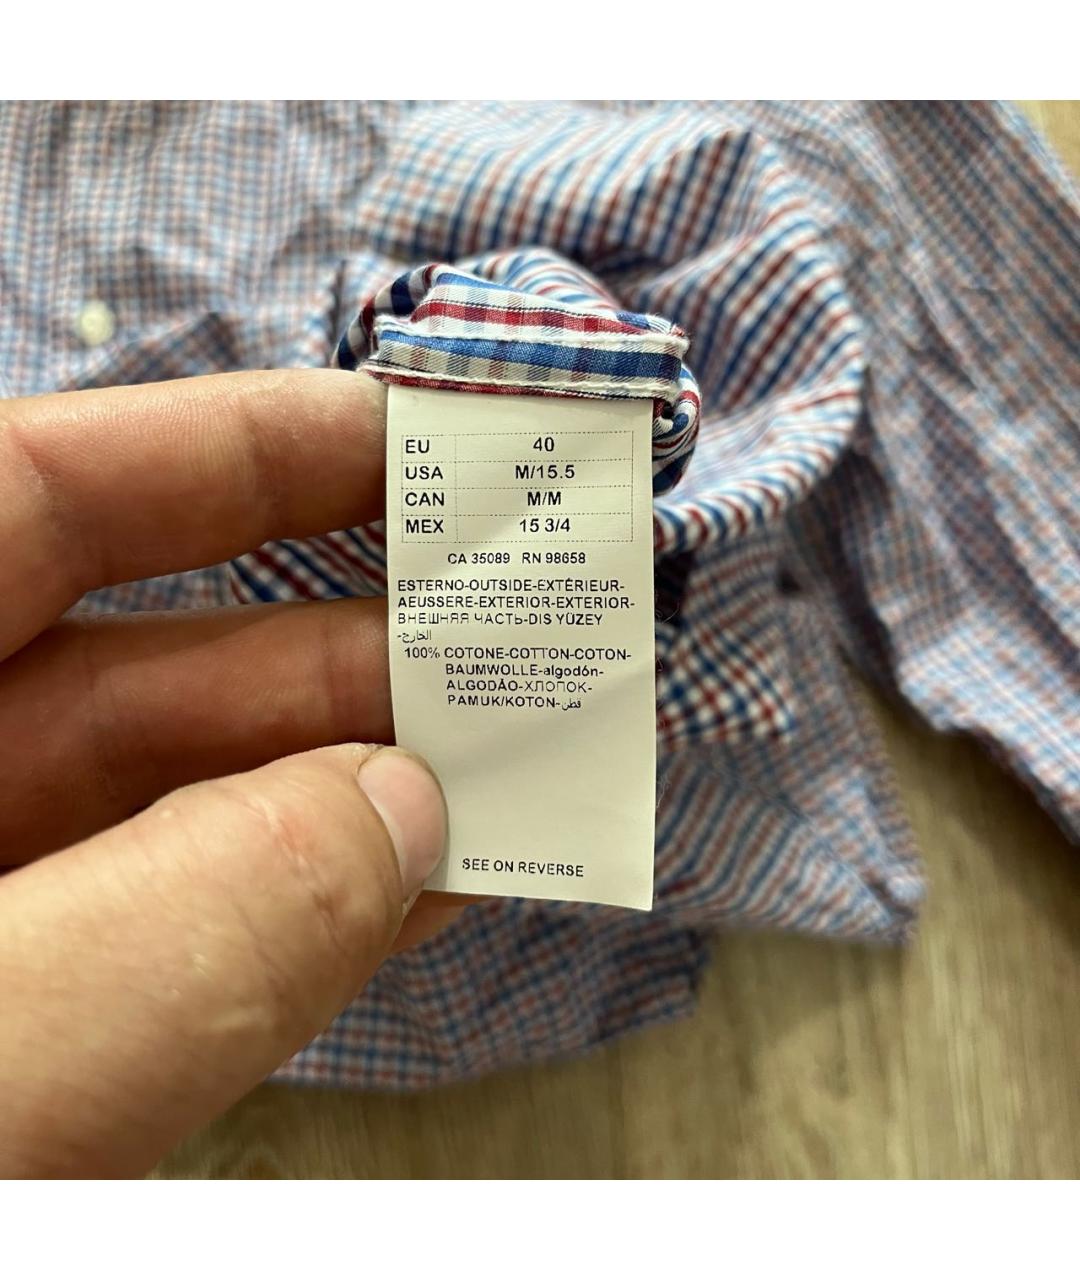 EU 40
USA M/15.5
CAN M/M
MEX 15 3/4
CA 35089 RN 98658
ESTERNO-OUTSIDE-EXTÉRIEUR-
AEUSSERE-EXTERIOR-EXTERIOR-
ВНЕШНЯЯ ЧАСТЬ-DIS YÜZEY
-الخارج
100% COTONE-COTTON-COTON-
BAUMWOLLE-algodón-
ALGODÃO-ХЛОПОК-
PAMUK/KOTON-قطن
SEE ON REVERSE